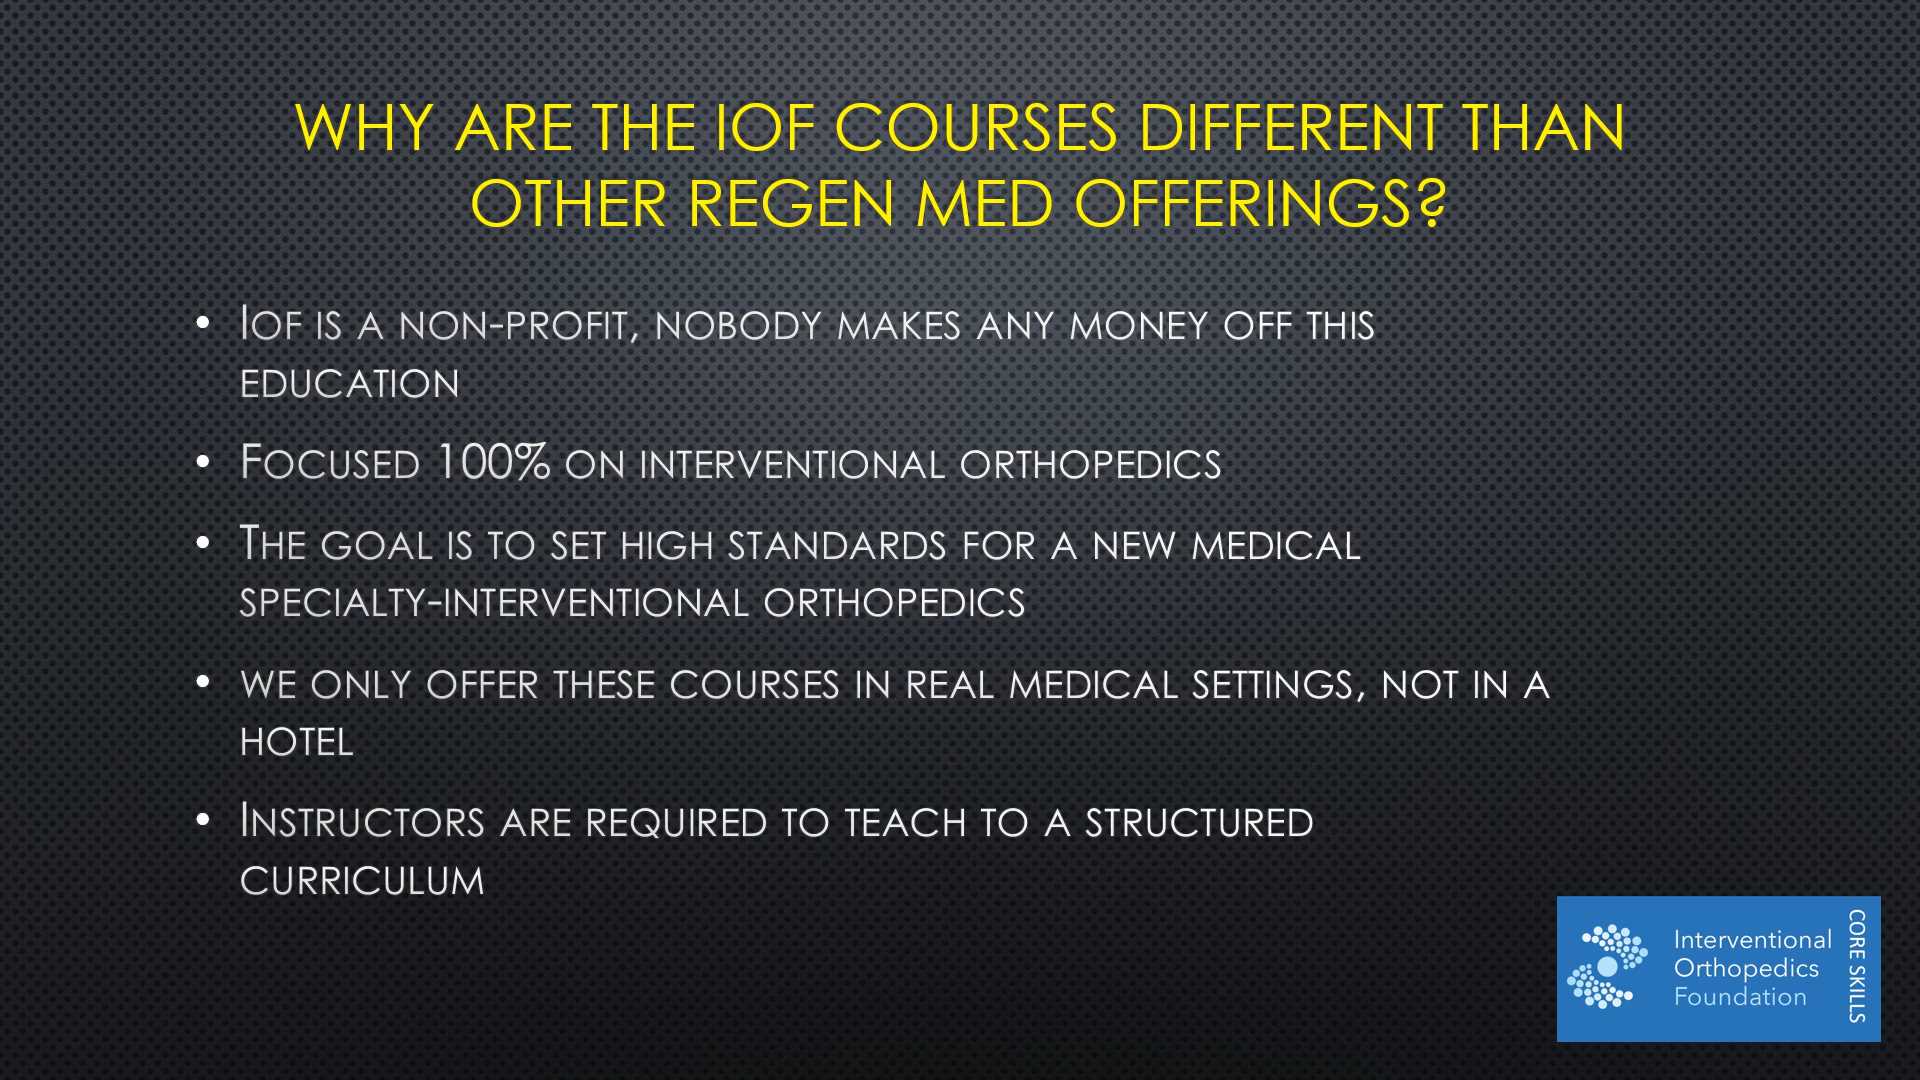 WHY ARE THE IOF COURSES DIFFERENT THAN
OTHER REGEN MED OFFERINGS?
• IOF IS A NON-PROFIT, NOBODY MAKES ANY MONEY OFF THIS
EDUCATION
• FOCUSED 100% ON INTERVENTIONAL ORTHOPEDICS
• THE GOAL IS TO SET HIGH STANDARDS FOR A NEW MEDICAL
SPECIALTY-INTERVENTIONAL ORTHOPEDICS
• WE ONLY OFFER THESE COURSES IN REAL MEDICAL SETTINGS, NOT IN A
HOTEL
• INSTRUCTORS ARE REQUIRED TO TEACH TO A STRUCTURED
CURRICULUM
Interventional
Orthopedics
Foundation
CORE SKILLS